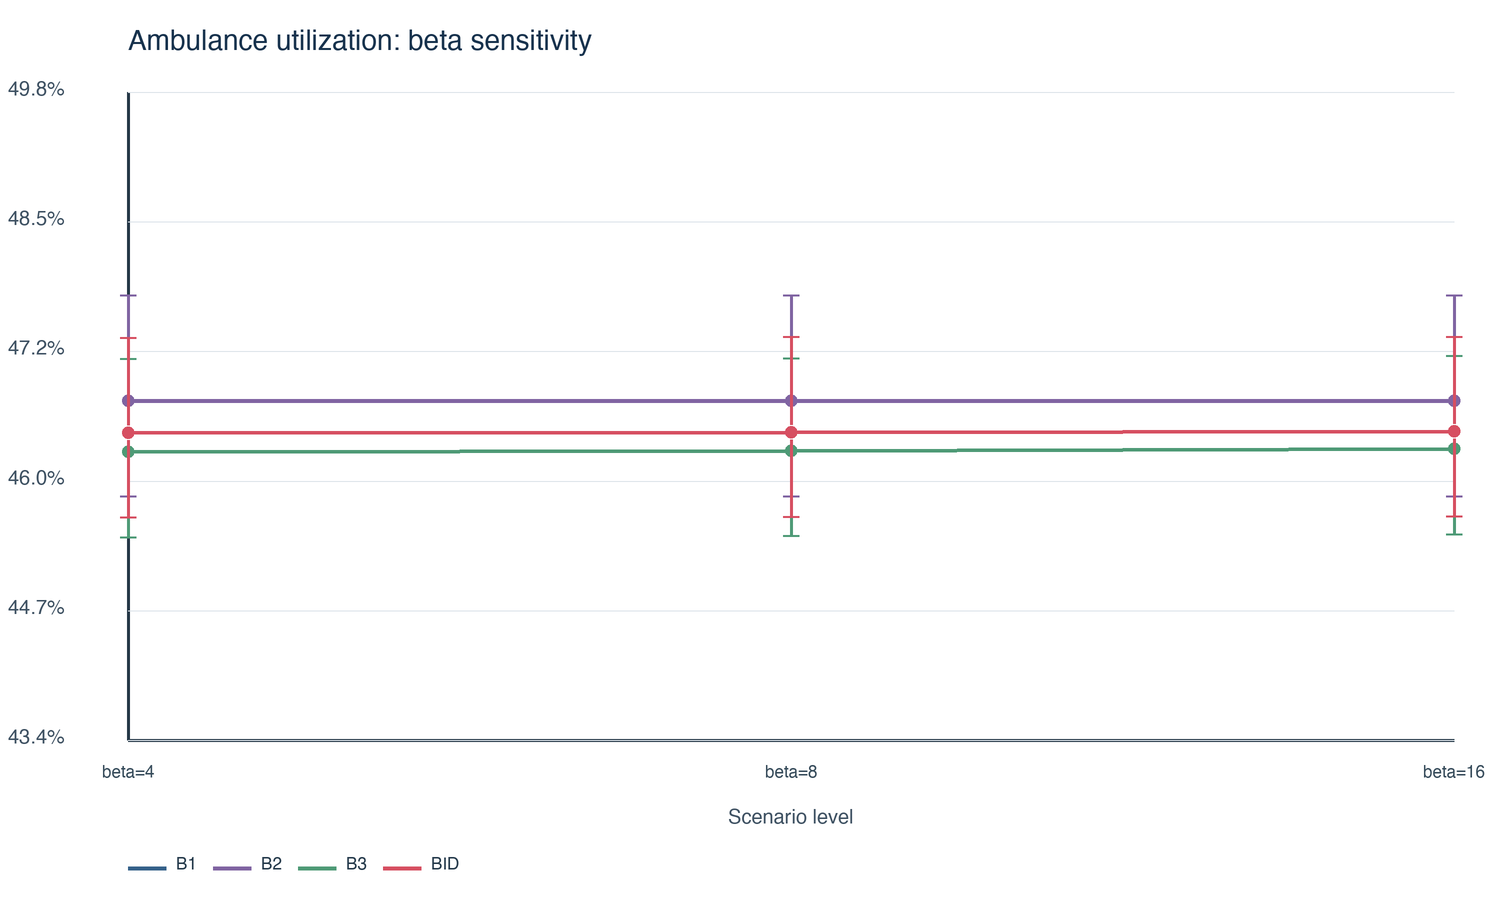 Ambulance utilization: beta sensitivity
49.8%
48.5%
47.2%
46.0%
44.7%
43.4%
beta=4 beta=8 beta=16
Scenario level
B1 B2 B3 BID